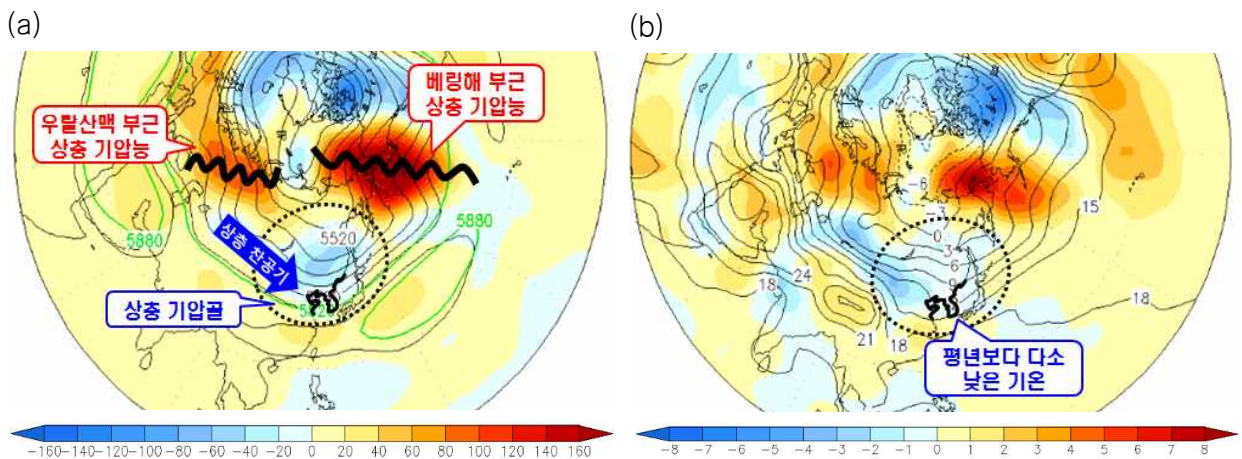 (a)
(b)
우랄산맥 부근
상층 기압능
베링해 부근
상층 기압능
5880
5880
5520
상층 찬공기
상층 기압골
-160-140-120-100-80 -60 -40 -20 0 20 40 60 80 100 120 140 160
-6
-3
0
3
6
9
15
24
18
21
18
18
평년보다 다소
낮은 기온
-8 -7 -6 -5 -4 -3 -2 -1 0 1 2 3 4 5 6 7 8